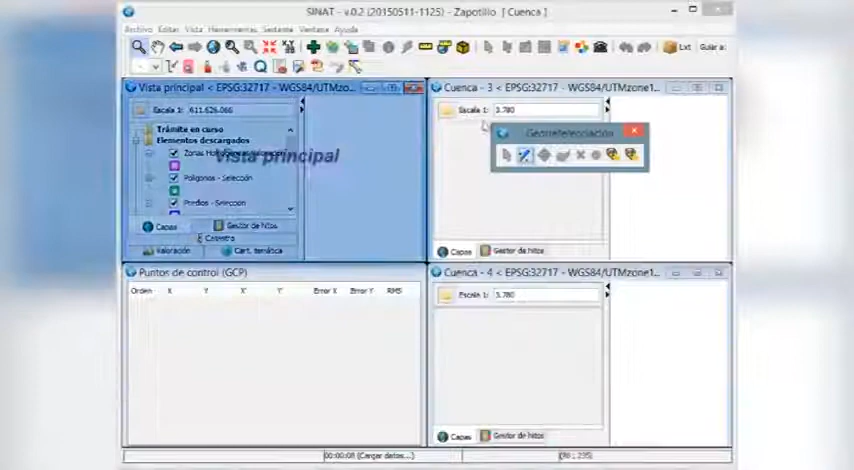 SINAT - v.0.2 (20150511-1125) - Zapotillo [ Cuenca ]
Archivo Editar Vista Herramientas Ventana Ayuda
Ext Guiar a:
Vista principal < EPSG:32717 - WGS84/UTMzo...
Escala 1: 611.626.066
Trámite en curso
Elementos descargados
Vista principal
Polígonos - Selección
Predios - Selección
Capas Gestor de hitos
Catastro
Valoración Cart. temática
Cuenca - 3 < EPSG:32717 - WGS84/UTMzone1...
Escala 1: 3.780
Georreferenciación
Capas Gestor de hitos
Puntos de control (GCP)
Orden X Y X' Y' Error X Error Y RMS
Cuenca - 4 < EPSG:32717 - WGS84/UTMzone1...
Escala 1: 3.780
Capas Gestor de hitos
00:00:08 (Cargar datos...)